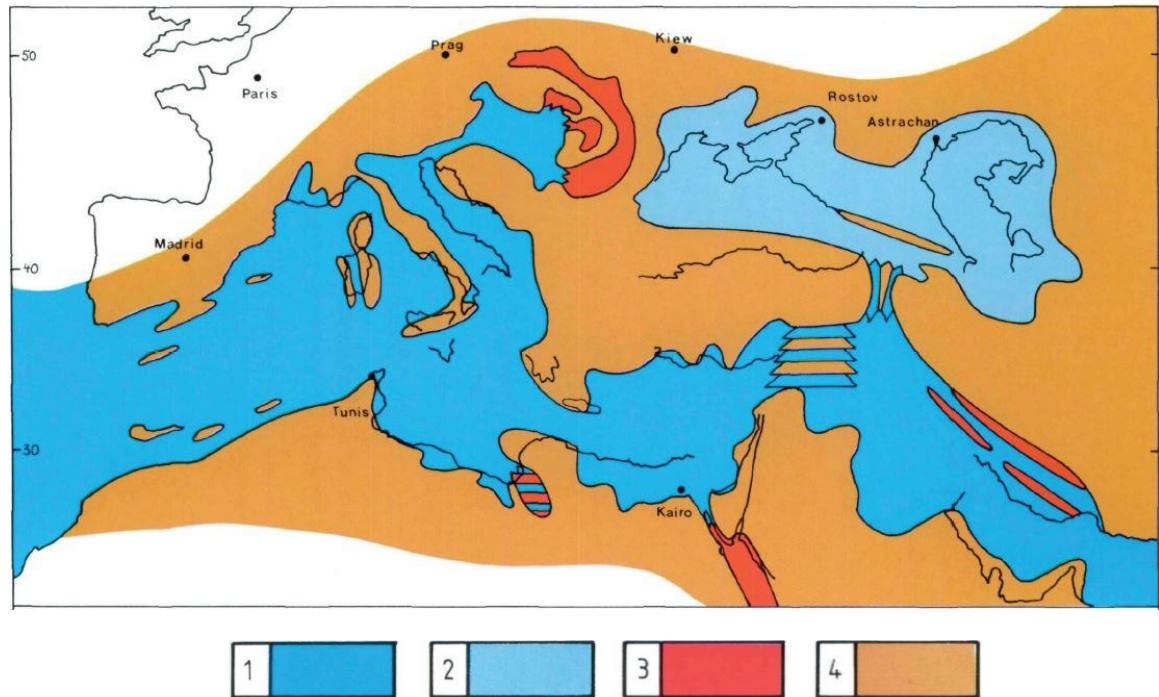 50
Prag
Kiew
Paris
Rostov
Astrachan
Madrid
40
Tunis
30
Kairo
1
2
3
4